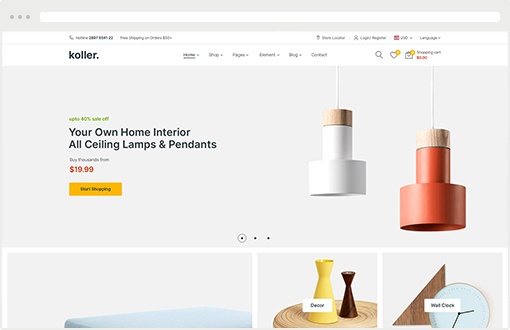 Hotline 2887 6541 22
Free Shipping on Orders $50+
Store Locator
Login/ Register
USD
Language
koller.
Home
Shop
Pages
Element
Blog
Contact
Shopping cart
$0.00
upto 40% sale off
Your Own Home Interior
All Ceiling Lamps & Pendants
Buy thousands from
$19.99
Start Shopping
Decor
Wall Clock